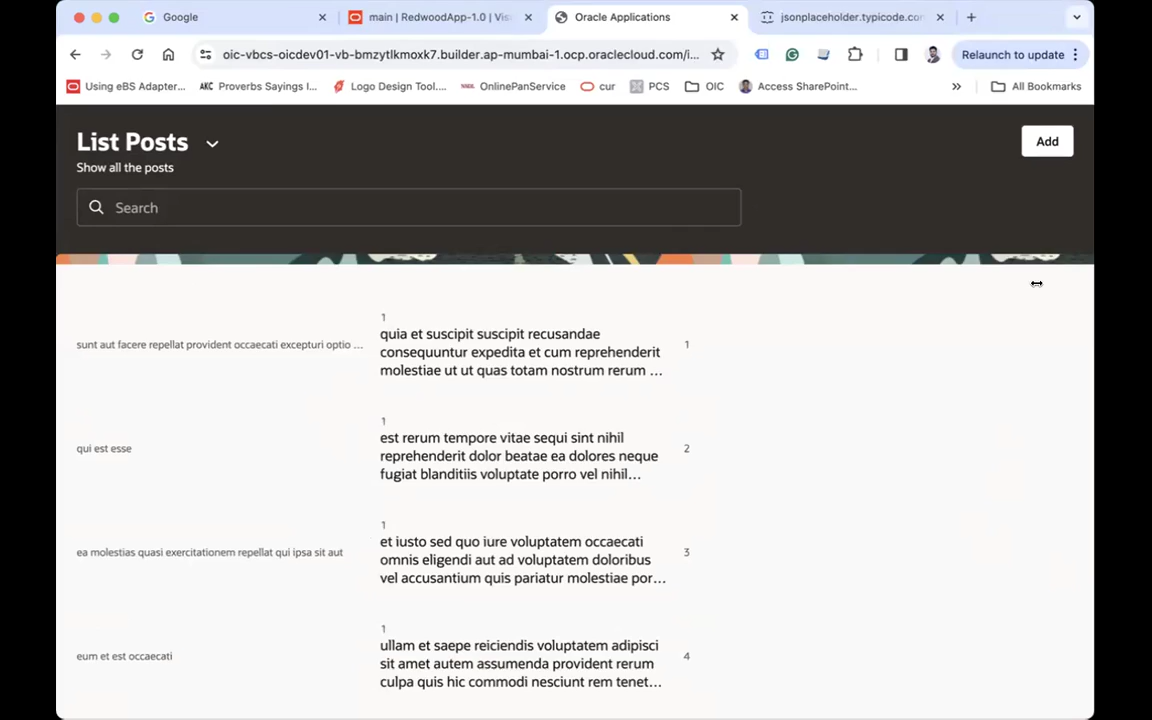 Google
main | RedwoodApp-1.0 | Vis
Oracle Applications
jsonplaceholder.typicode.com
oic-vbcs-oicdev01-vb-bmzytlkmoxk7.builder.ap-mumbai-1.ocp.oraclecloud.com/i...
Relaunch to update
Using eBS Adapter...
AKC Proverbs Sayings I...
Logo Design Tool....
OnlinePanService
cur
PCS
OIC
Access SharePoint...
»
All Bookmarks
List Posts
Add
Show all the posts
Search
1
sunt aut facere repellat provident occaecati excepturi optio ...
quia et suscipit suscipit recusandae
consequuntur expedita et cum reprehenderit
molestiae ut ut quas totam nostrum rerum ...
1
1
qui est esse
est rerum tempore vitae sequi sint nihil
reprehenderit dolor beatae ea dolores neque
fugiat blanditiis voluptate porro vel nihil...
2
1
ea molestias quasi exercitationem repellat qui ipsa sit aut
et iusto sed quo iure voluptatem occaecati
omnis eligendi aut ad voluptatem doloribus
vel accusantium quis pariatur molestiae por...
3
1
eum et est occaecati
ullam et saepe reiciendis voluptatem adipisci
sit amet autem assumenda provident rerum
culpa quis hic commodi nesciunt rem tenet...
4